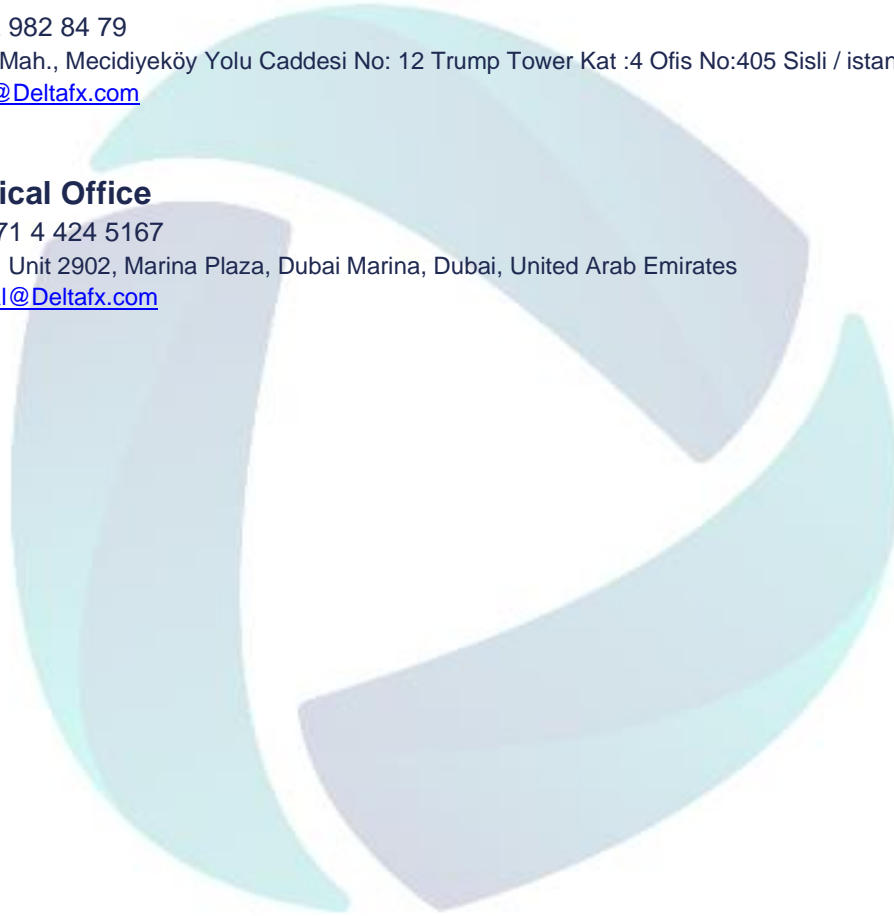 982 84 79
Mah., Mecidiyeköy Yolu Caddesi No: 12 Trump Tower Kat :4 Ofis No:405 Sisli / istan
@Deltafx.com
ical Office
71 4 424 5167
Unit 2902, Marina Plaza, Dubai Marina, Dubai, United Arab Emirates
l@Deltafx.com